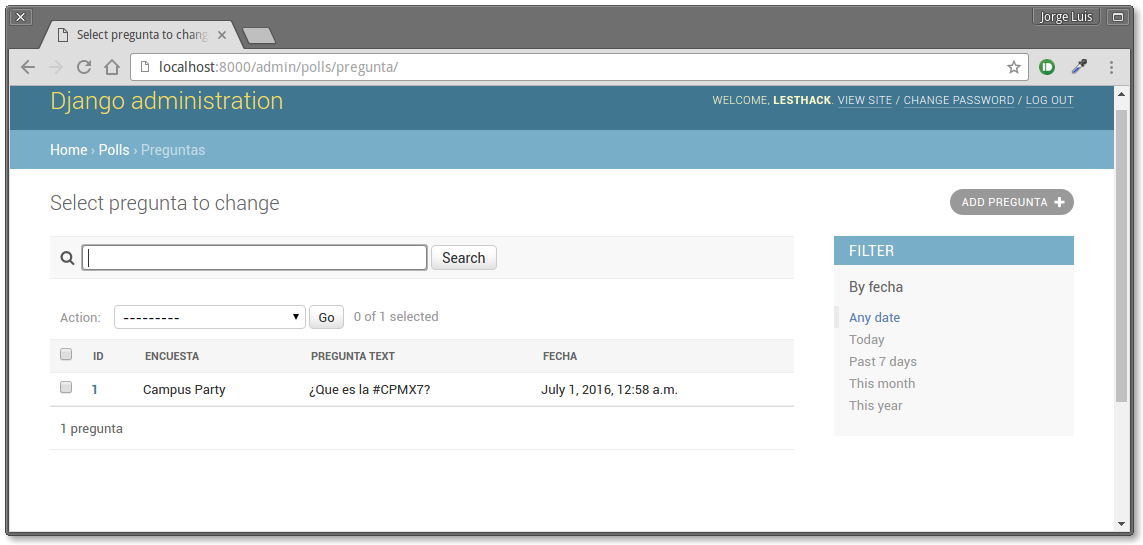 Jorge Luis
Select pregunta to chang
localhost:8000/admin/polls/pregunta/
Django administration
WELCOME, LESTHACK. VIEW SITE / CHANGE PASSWORD / LOG OUT
Home › Polls › Preguntas
Select pregunta to change
ADD PREGUNTA +
Search
Action: --------- Go 0 of 1 selected
ID ENCUESTA PREGUNTA TEXT FECHA
1 Campus Party ¿Que es la #CPMX7? July 1, 2016, 12:58 a.m.
1 pregunta
FILTER
By fecha
Any date
Today
Past 7 days
This month
This year